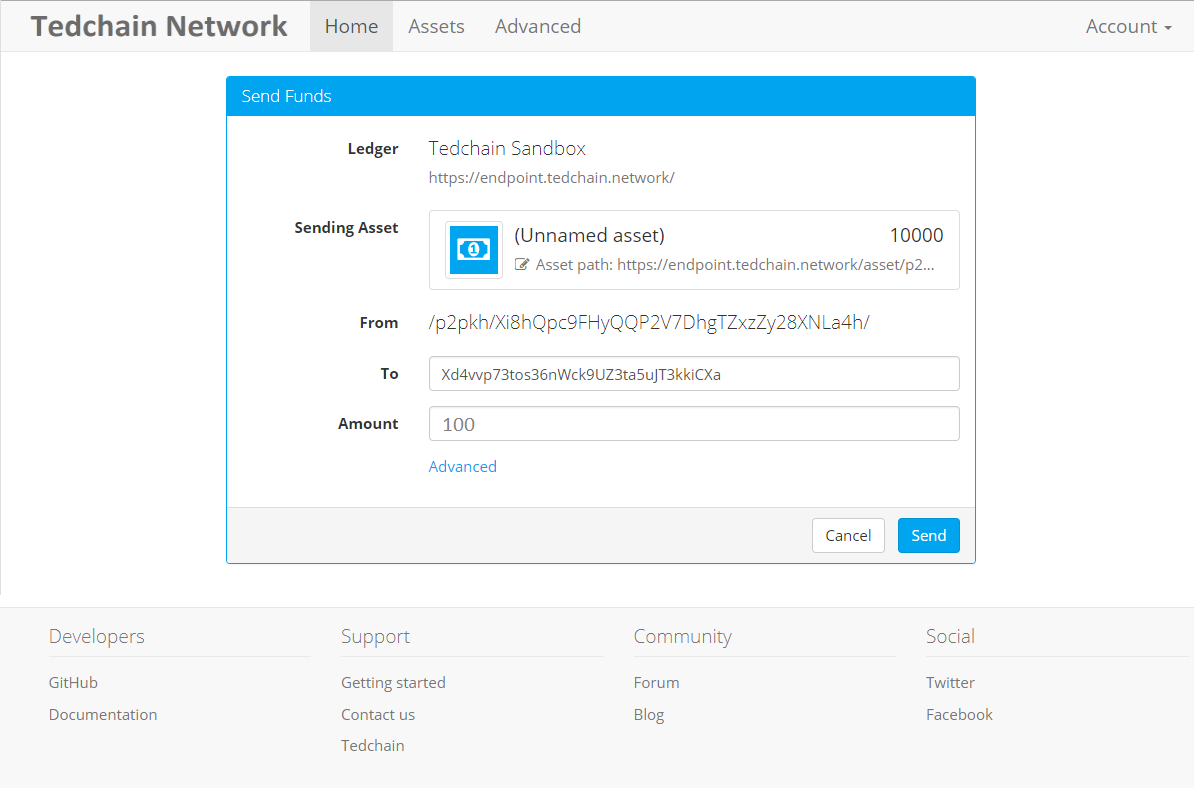 Tedchain Network Home Assets Advanced Account
Send Funds
Ledger Tedchain Sandbox
https://endpoint.tedchain.network/
Sending Asset (Unnamed asset) 10000
1
Asset path: https://endpoint.tedchain.network/asset/p2...
From /p2pkh/Xi8hQpc9FHyQQP2V7DhgTZxzZy28XNLa4h/
To Xd4vvp73tos36nWck9UZ3ta5uJT3kkiCXa
Amount 100
Advanced
Cancel Send
Developers Support Community Social
GitHub Getting started Forum Twitter
Documentation Contact us Blog Facebook
Tedchain